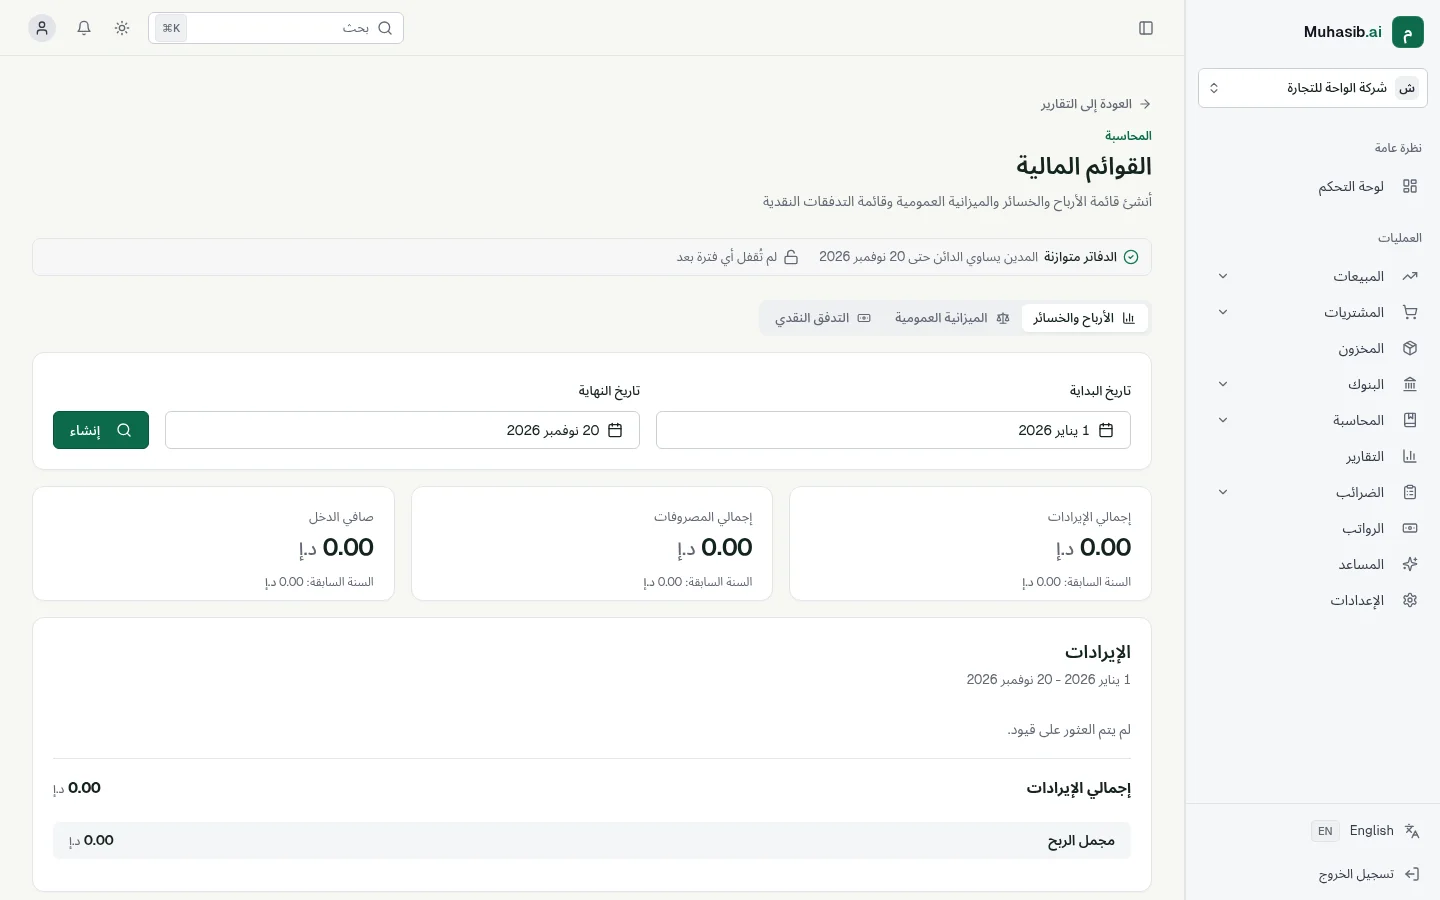 Muhasib.ai
م
ش
شركة الواحة للتجارة
نظرة عامة
لوحة التحكم
العمليات
المبيعات
المشتريات
المخزون
البنوك
المحاسبة
التقارير
الضرائب
الرواتب
المساعد
الإعدادات
English EN
تسجيل الخروج
بحث
⌘K
العودة إلى التقارير
المحاسبة
القوائم المالية
أنشئ قائمة الأرباح والخسائر والميزانية العمومية وقائمة التدفقات النقدية
الدفاتر متوازنة المدين يساوي الدائن حتى 20 نوفمبر 2026 لم تُقفل أي فترة بعد
الأرباح والخسائر الميزانية العمومية التدفق النقدي
تاريخ البداية
1 يناير 2026
تاريخ النهاية
20 نوفمبر 2026
إنشاء
إجمالي الإيرادات
0.00 د.إ
السنة السابقة: 0.00 د.إ
إجمالي المصروفات
0.00 د.إ
السنة السابقة: 0.00 د.إ
صافي الدخل
0.00 د.إ
السنة السابقة: 0.00 د.إ
الإيرادات
1 يناير 2026 - 20 نوفمبر 2026
لم يتم العثور على قيود.
إجمالي الإيرادات 0.00 د.إ
مجمل الربح 0.00 د.إ